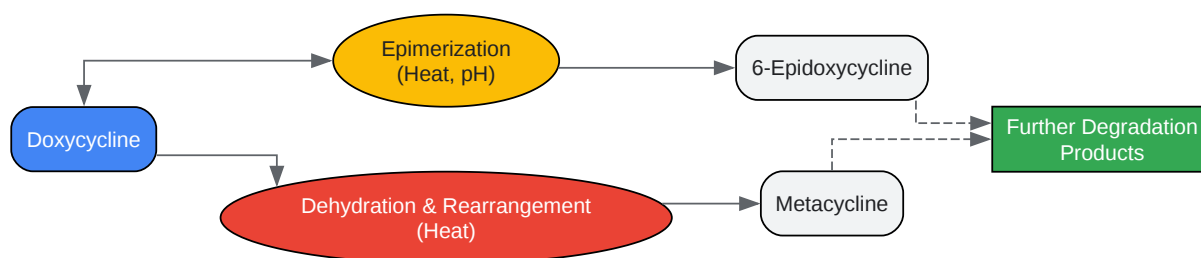 Epimerization
(Heat, pH)
6-Epidoxycycline
Doxycycline
Further Degradation
Products
Dehydration & Rearrangement
(Heat)
Metacycline